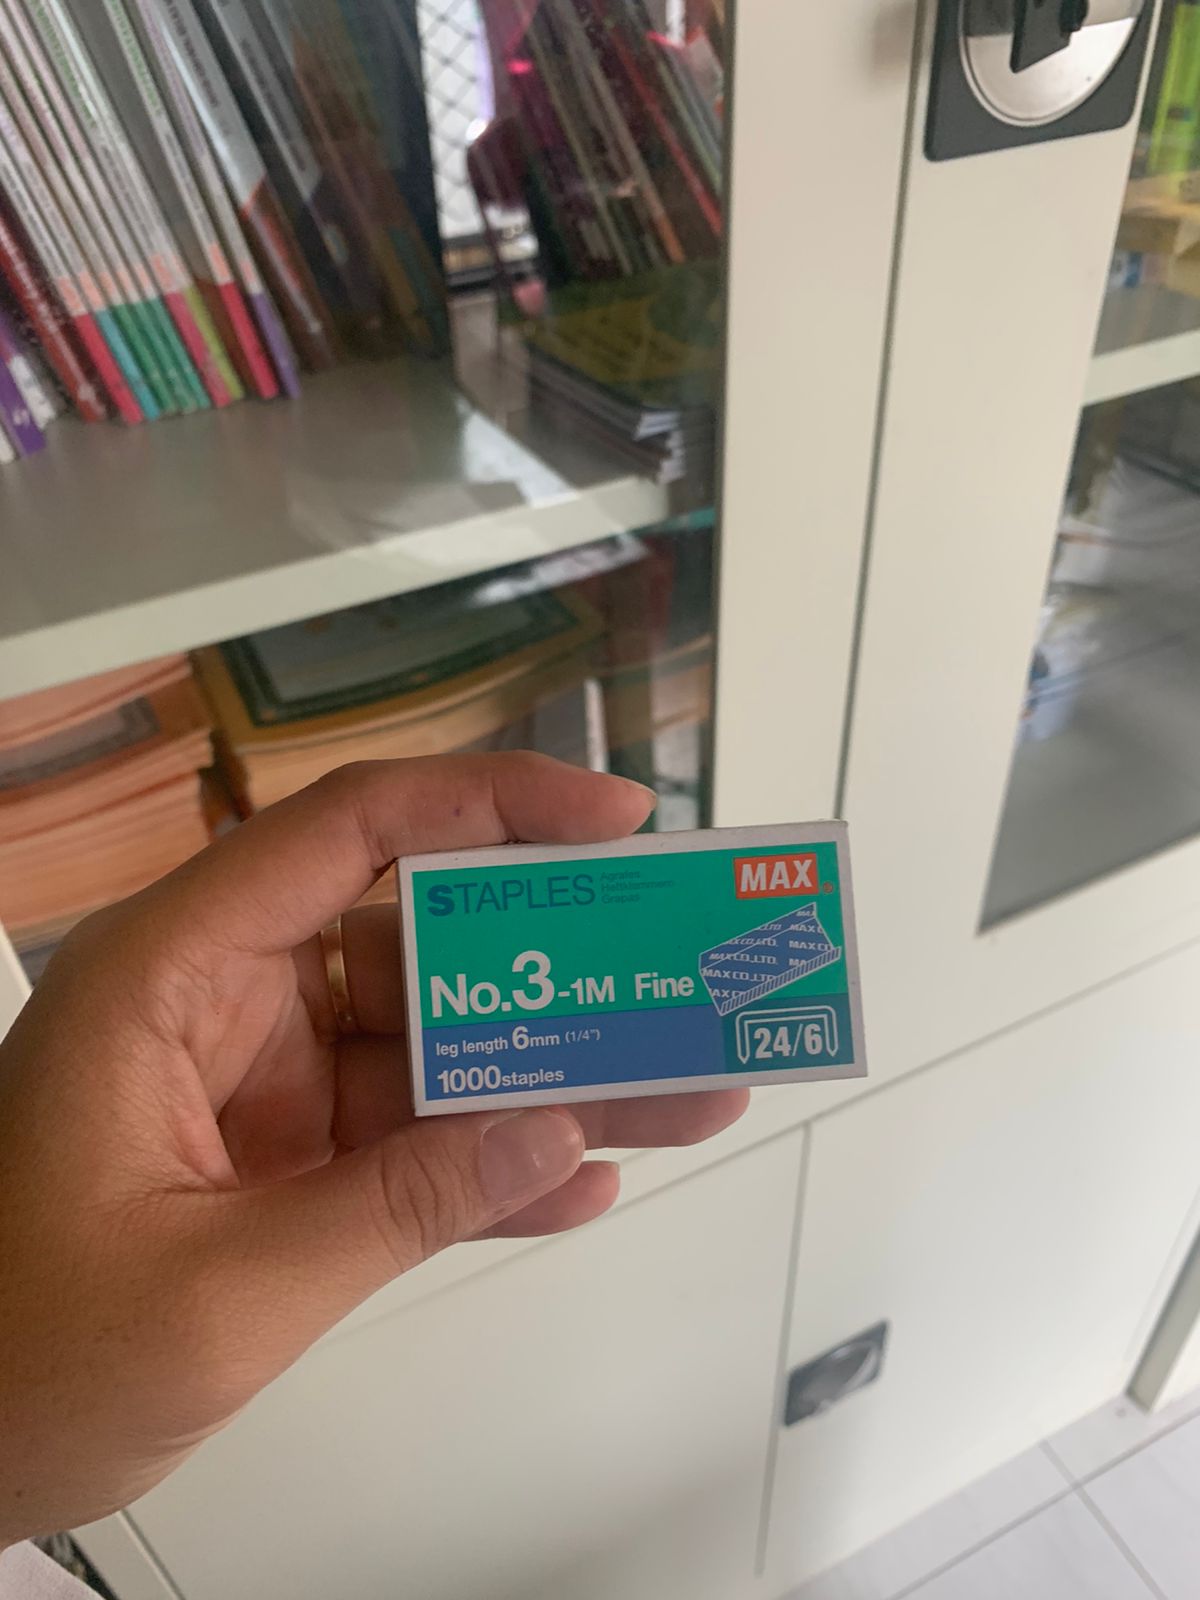 STAPLES
Agrafes
Heftklammern
Grapas
MAX
®
No.3-1M Fine
MAX CO.,LTD.
leg length 6mm (1/4")
1000staples
24/6